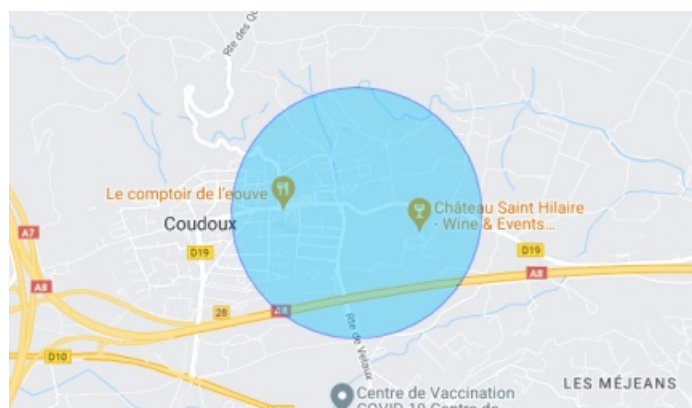 Rte des Qu
Le comptoir de l'eouve
Coudoux
Château Saint Hilaire
- Wine & Events...
A7
D19
D19
A8
A8
28
A8
Rte de Velaux
D10
LES MÉJEANS
Centre de Vaccination
COVID-19 Centre de